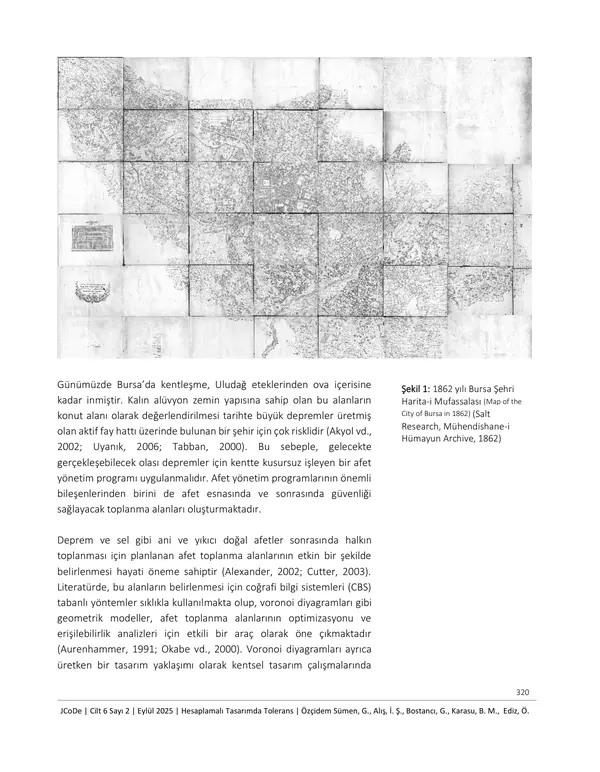 Günümüzde Bursa’da kentleşme, Uludağ eteklerinden ova içerisine
kadar inmiştir. Kalın alüvyon zemin yapısına sahip olan bu alanların
konut alanı olarak değerlendirilmesi tarihte büyük depremler üretmiş
olan aktif fay hattı üzerinde bulunan bir şehir için çok risklidir (Akyol vd.,
2002; Uyanık, 2006; Tabban, 2000). Bu sebeple, gelecekte
gerçekleşebilecek olası depremler için kentte kusursuz işleyen bir afet
yönetim programı uygulanmalıdır. Afet yönetim programlarının önemli
bileşenlerinden birini de afet esnasında ve sonrasında güvenliği
sağlayacak toplanma alanları oluşturmaktadır.
Şekil 1: 1862 yılı Bursa Şehri
Harita-i Mufassalası (Map of the
City of Bursa in 1862) (Salt
Research, Mühendishane-i
Hümayun Archive, 1862)
Deprem ve sel gibi ani ve yıkıcı doğal afetler sonrasında halkın
toplanması için planlanan afet toplanma alanlarının etkin bir şekilde
belirlenmesi hayati öneme sahiptir (Alexander, 2002; Cutter, 2003).
Literatürde, bu alanların belirlenmesi için coğrafi bilgi sistemleri (CBS)
tabanlı yöntemler sıklıkla kullanılmakta olup, voronoi diyagramları gibi
geometrik modeller, afet toplanma alanlarının optimizasyonu ve
erişilebilirlik analizleri için etkili bir araç olarak öne çıkmaktadır
(Aurenhammer, 1991; Okabe vd., 2000). Voronoi diyagramları ayrıca
üretken bir tasarım yaklaşımı olarak kentsel tasarım çalışmalarında
320
JCoDe | Cilt 6 Sayı 2 | Eylül 2025 | Hesaplamalı Tasarımda Tolerans | Özçidem Sümen, G., Alış, İ. Ş., Bostancı, G., Karasu, B. M., Ediz, Ö.